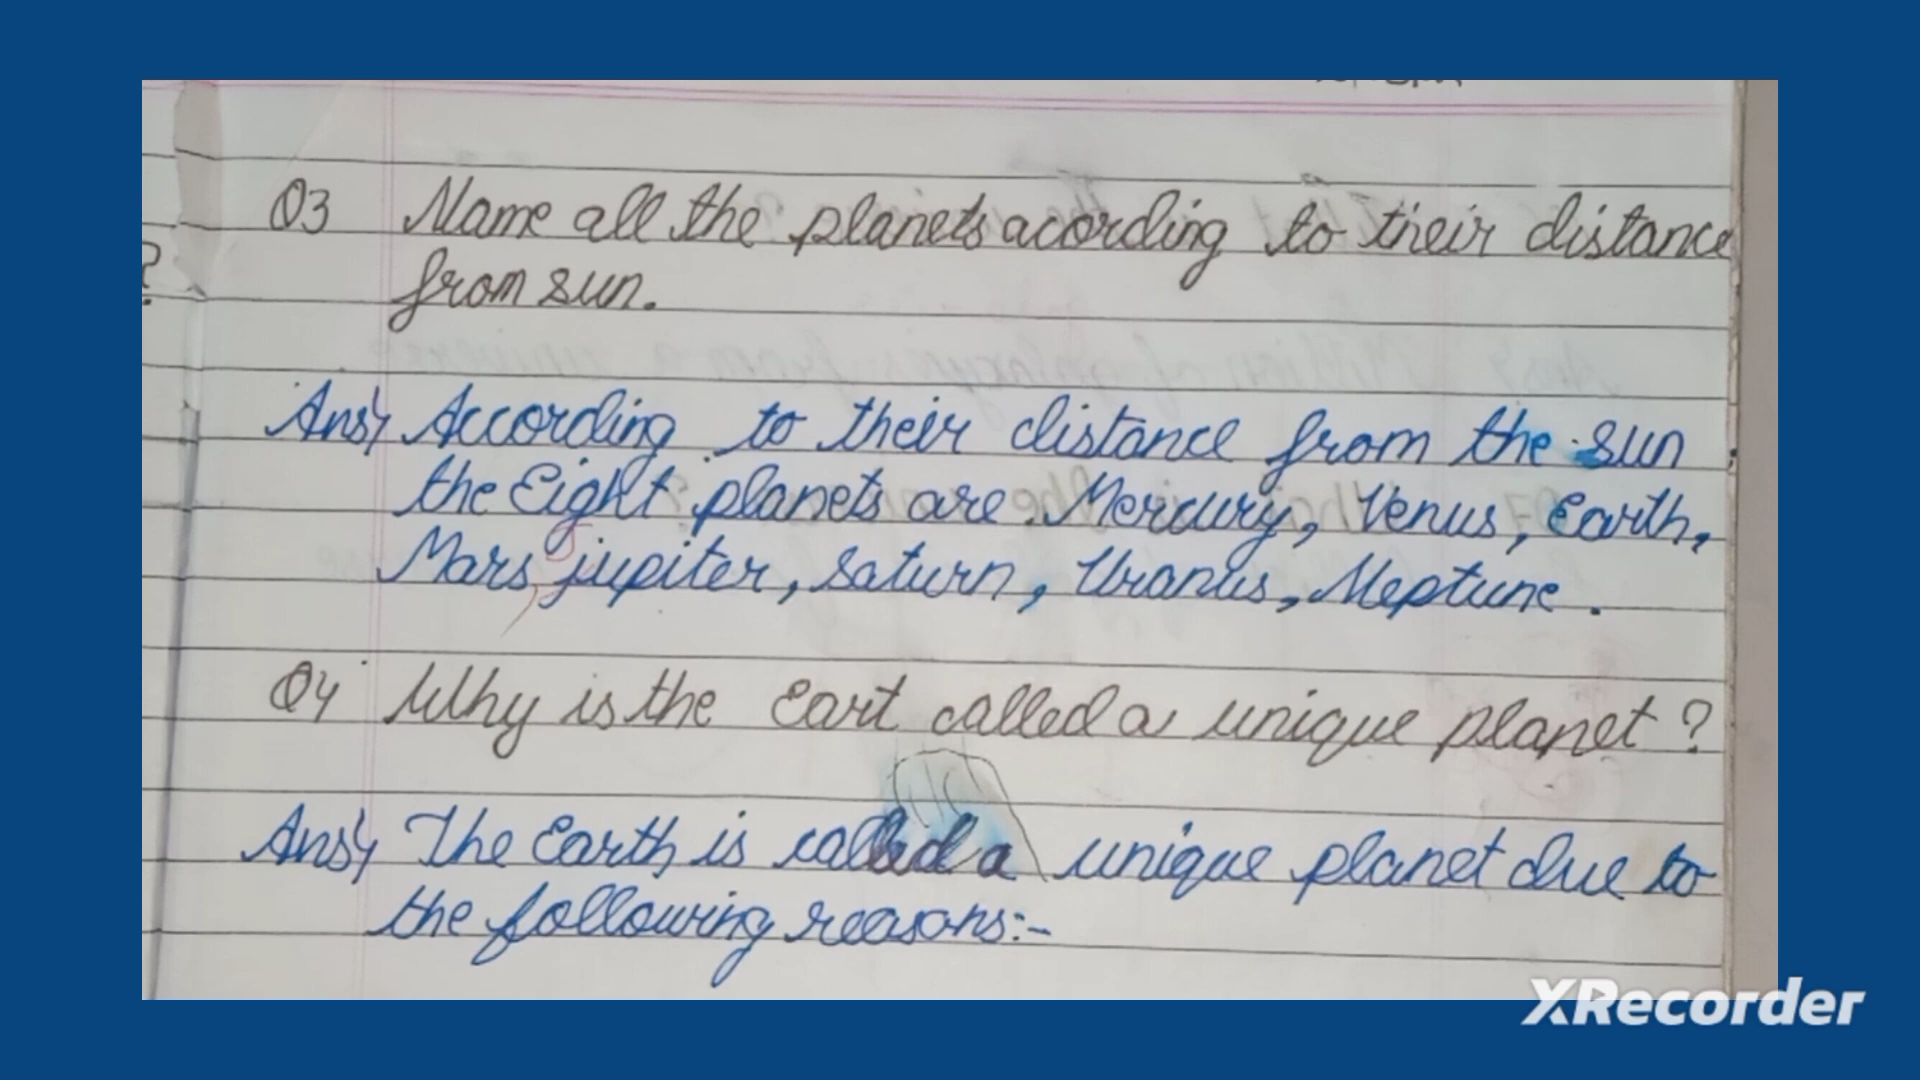 Q3 Name all the planets acording to their distance
from sun.
Ans} According to their distance from the sun
the Eight planets are Mercury, Venus, Earth,
Mars, jupiter, Saturn, Uranus, Neptune.
Q4 Why is the Eart called a unique planet?
Ans} The Earth is called a unique planet due to
the following reasons:-
XRecorder